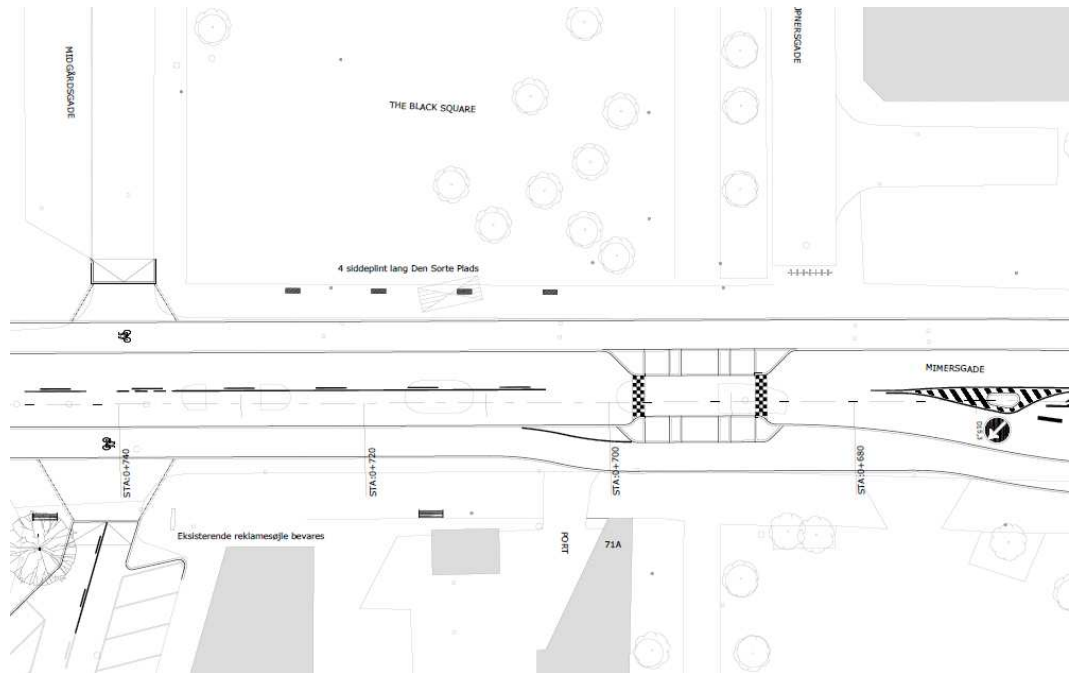 MIDGÅRDSGADE
THE BLACK SQUARE
OPNERSGADE
4 siddeplint lang Den Sorte Plads
MIMERSGADE
STA:0+740
STA:0+720
STA:0+700
STA:0+680
Eksisterende reklamesøjle bevares
PORT
71A